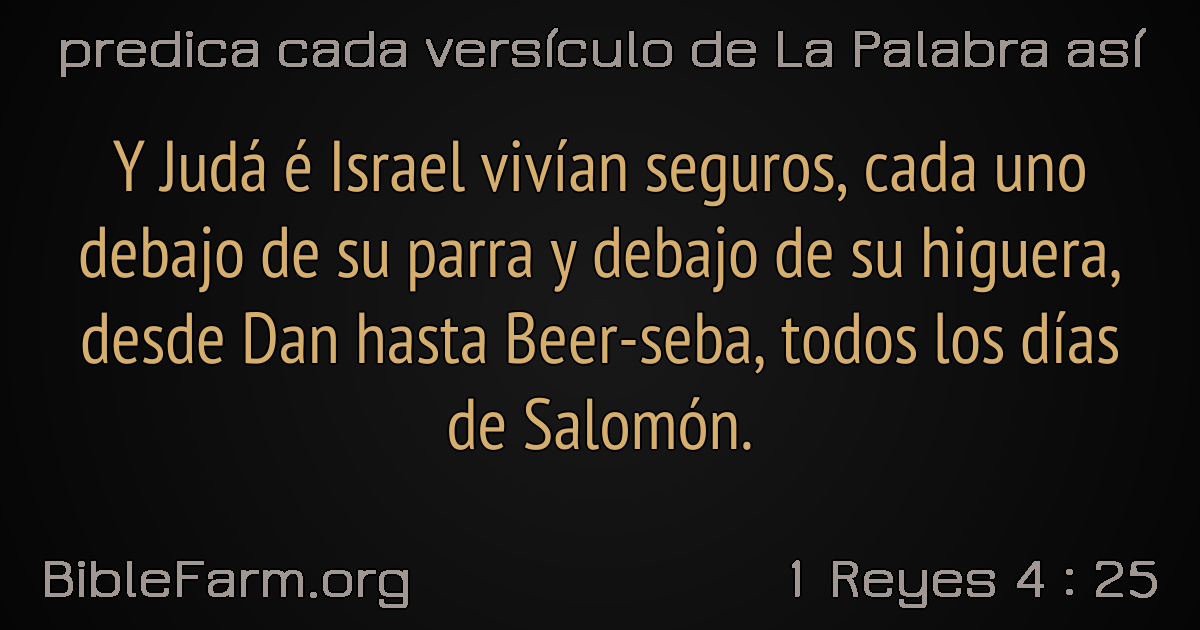 predica cada versículo de La Palabra así
Y Judá é Israel vivían seguros, cada uno
debajo de su parra y debajo de su higuera,
desde Dan hasta Beer-seba, todos los días
de Salomón.
BibleFarm.org
1 Reyes 4 : 25